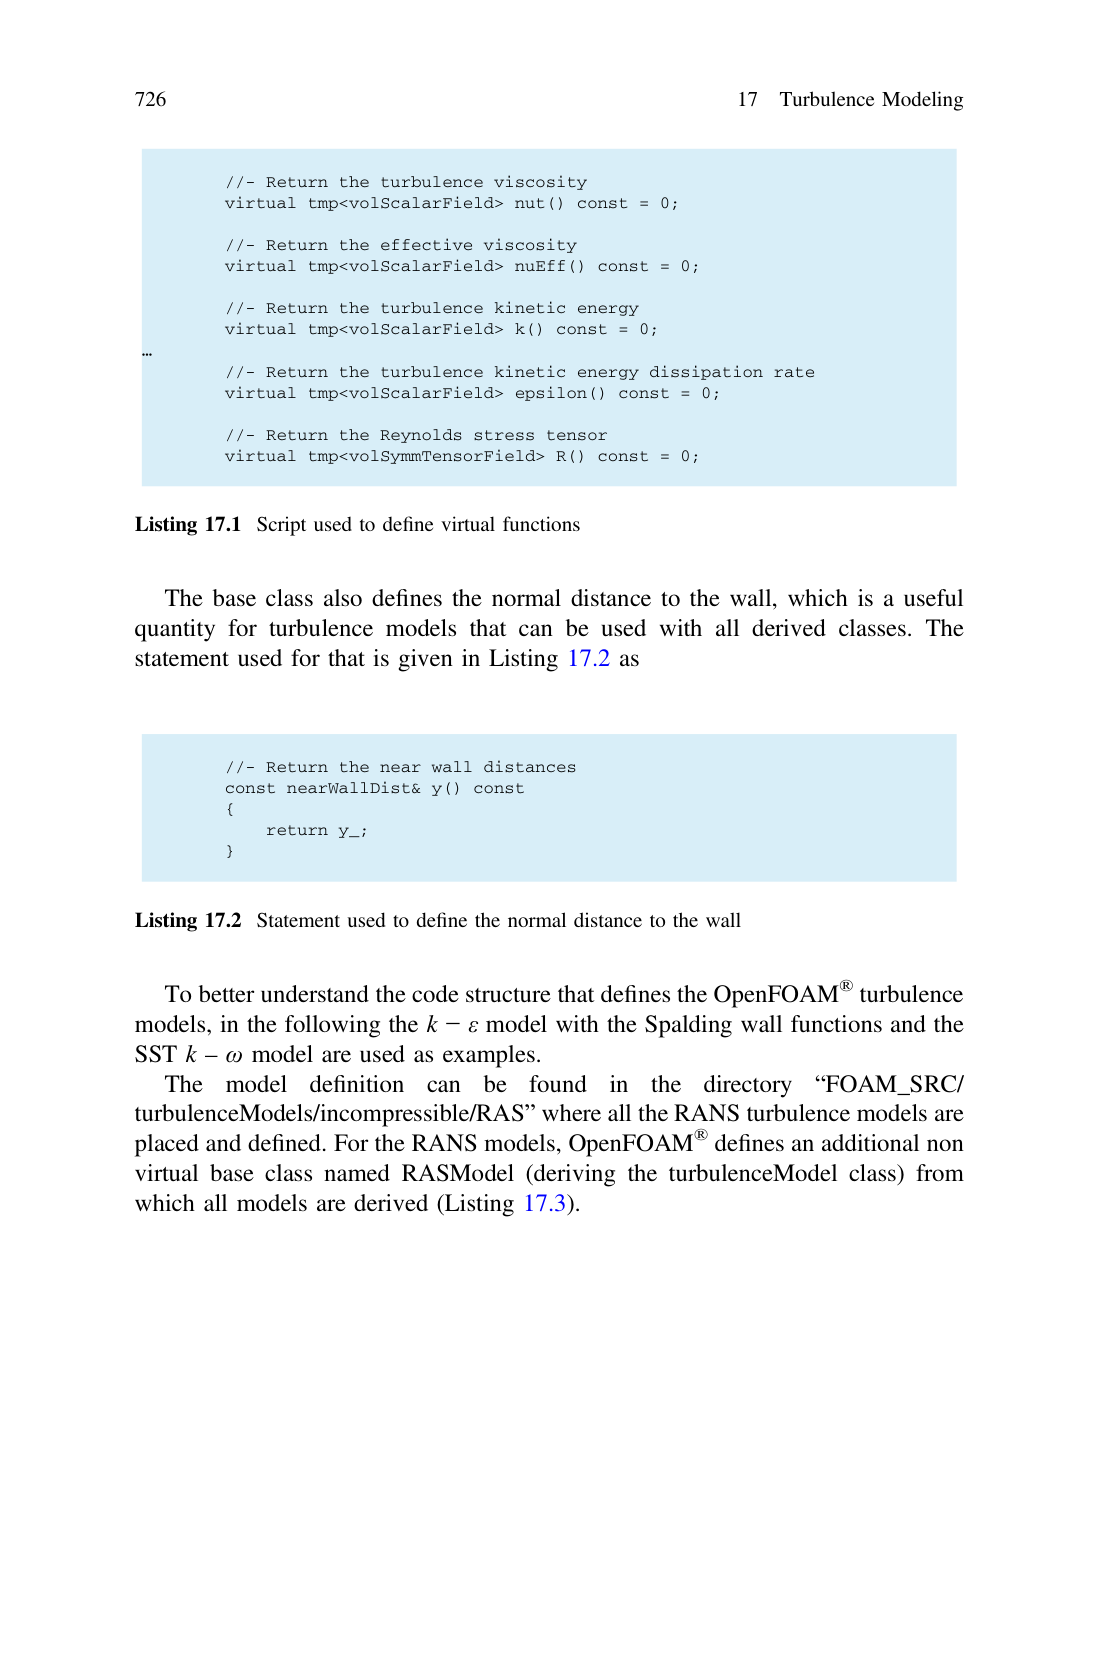 726
17 Turbulence Modeling
//- Return the turbulence viscosity
virtual tmp<volScalarField> nut() const = 0;
//- Return the effective viscosity
virtual tmp<volScalarField> nuEff() const = 0;
//- Return the turbulence kinetic energy
virtual tmp<volScalarField> k() const = 0;
…
//- Return the turbulence kinetic energy dissipation rate
virtual tmp<volScalarField> epsilon() const = 0;
//- Return the Reynolds stress tensor
virtual tmp<volSymmTensorField> R() const = 0;
Listing 17.1 Script used to define virtual functions
The base class also defines the normal distance to the wall, which is a useful
quantity for turbulence models that can be used with all derived classes. The
statement used for that is given in Listing 17.2 as
//- Return the near wall distances
const nearWallDist& y() const
{
return y_;
}
Listing 17.2 Statement used to define the normal distance to the wall
To better understand the code structure that defines the OpenFOAM® turbulence
models, in the following the k − ε model with the Spalding wall functions and the
SST k – ω model are used as examples.
The model definition can be found in the directory “FOAM_SRC/
turbulenceModels/incompressible/RAS” where all the RANS turbulence models are
placed and defined. For the RANS models, OpenFOAM® defines an additional non
virtual base class named RASModel (deriving the turbulenceModel class) from
which all models are derived (Listing 17.3).